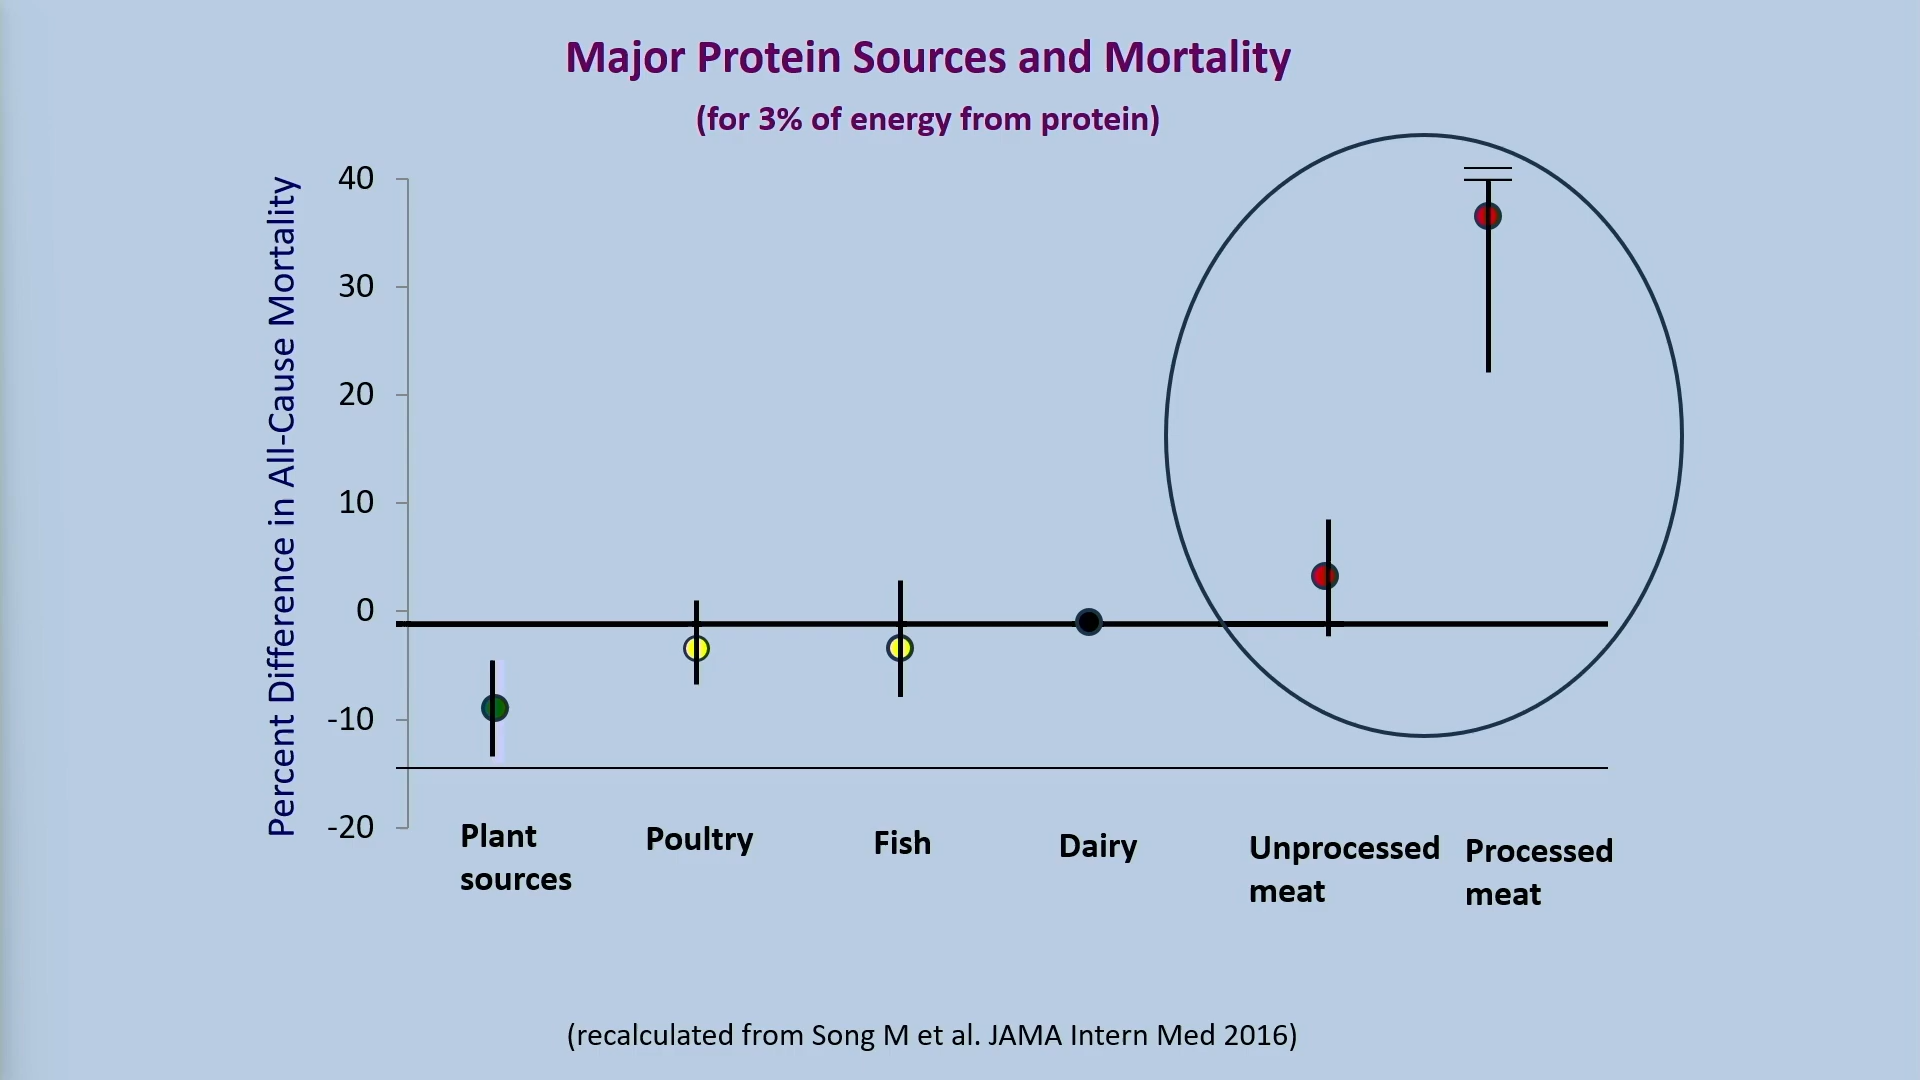 Major Protein Sources and Mortality
(for 3% of energy from protein)
Percent Difference in All-Cause Mortality
40
30
20
10
0
-10
-20
Plant
sources
Poultry
Fish
Dairy
Unprocessed
meat
Processed
meat
(recalculated from Song M et al. JAMA Intern Med 2016)